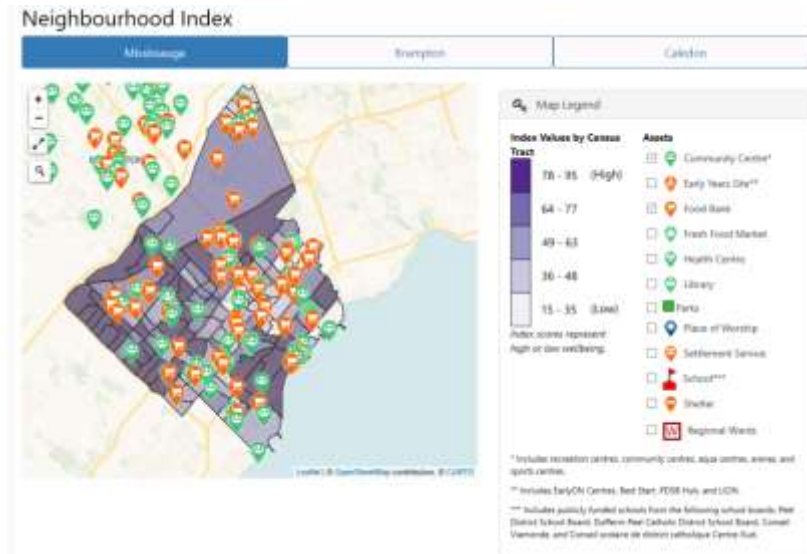 Neighbourhood Index
Mississauga
Brampton
Caledon
+
−
Map Legend
Index Values by Census Tract
78 - 95 (High)
64 - 77
49 - 63
36 - 48
15 - 35 (Low)
Index scores represent
high or low wellbeing.
Assets
Community Centre*
Early Years Site**
Food Bank
Fresh Food Market
Health Centre
Library
Parks
Place of Worship
Settlement Service
School***
Shelter
Regional Wards
* Includes recreation centres, community centres, aqua centres, arenas, and
sports centres.
** Includes EarlyON Centres, Best Start, PDSB Hub, and LION.
*** Includes publicly funded schools from the following school boards: Peel
District School Board, Dufferin-Peel Catholic District School Board, Conseil
Viamonde, and Conseil scolaire de district catholique Centre-Sud.
Leaflet | © OpenStreetMap contributors, © CARTO